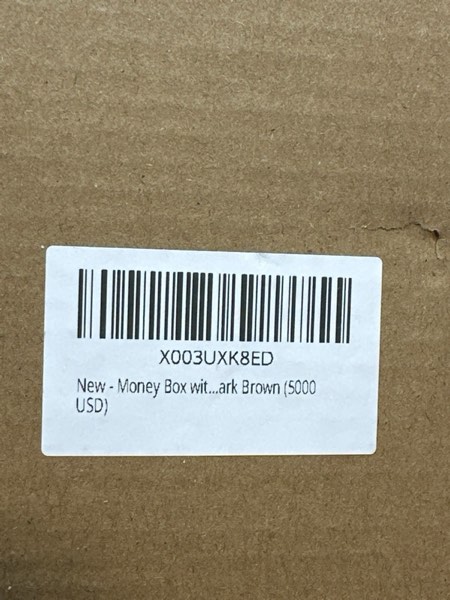 X003UXK8ED
New - Money Box wit...ark Brown (5000
USD)